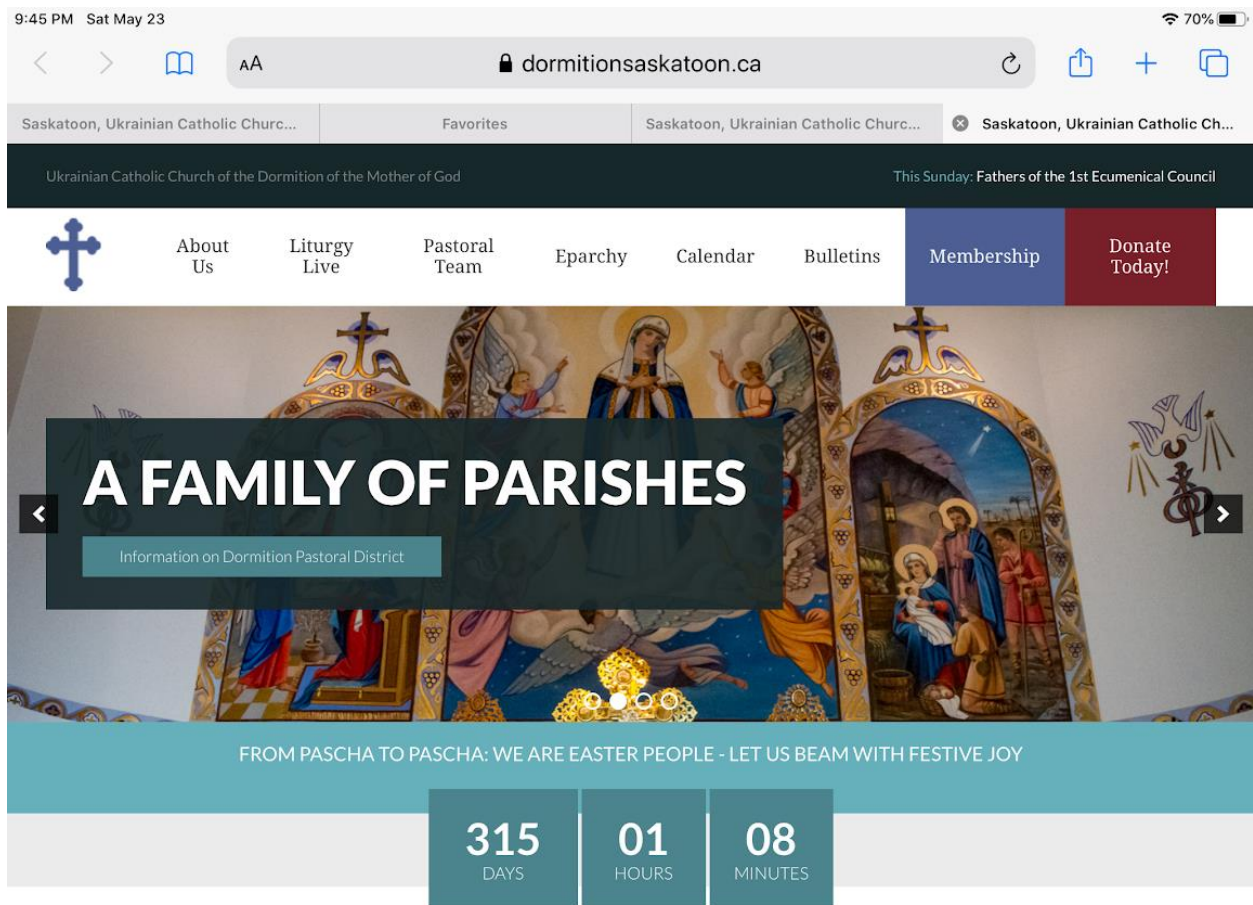 9:45 PM Sat May 23
70%
AA
dormitionsaskatoon.ca
Saskatoon, Ukrainian Catholic Churc...
Favorites
Saskatoon, Ukrainian Catholic Churc...
Saskatoon, Ukrainian Catholic Ch...
Ukrainian Catholic Church of the Dormition of the Mother of God
This Sunday: Fathers of the 1st Ecumenical Council
About
Us
Liturgy
Live
Pastoral
Team
Eparchy
Calendar
Bulletins
Membership
Donate
Today!
A FAMILY OF PARISHES
Information on Dormition Pastoral District
FROM PASCHA TO PASCHA: WE ARE EASTER PEOPLE - LET US BEAM WITH FESTIVE JOY
315
DAYS
01
HOURS
08
MINUTES